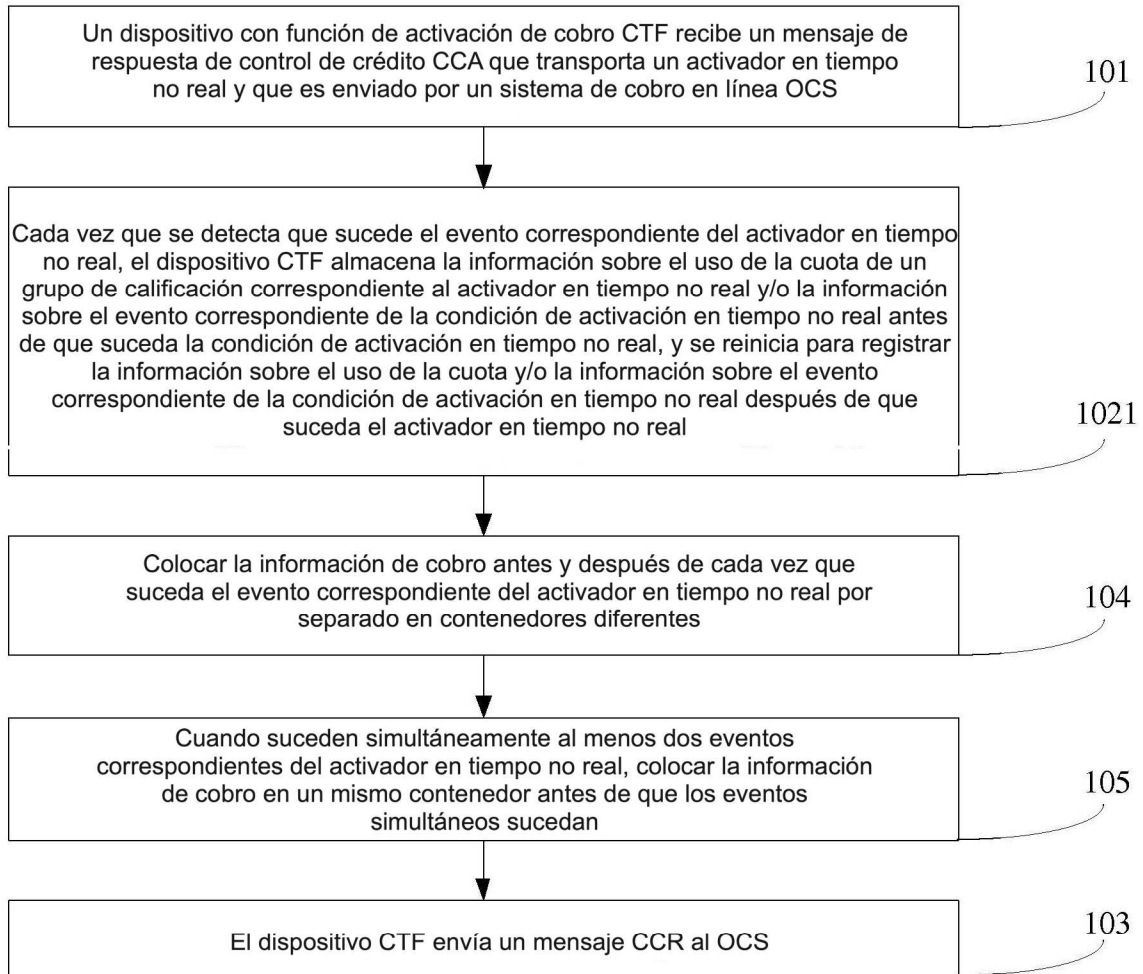 Un dispositivo con función de activación de cobro CTF recibe un mensaje de
respuesta de control de crédito CCA que transporta un activador en tiempo
no real y que es enviado por un sistema de cobro en línea OCS
101
Cada vez que se detecta que sucede el evento correspondiente del activador en tiempo
no real, el dispositivo CTF almacena la información sobre el uso de la cuota de un
grupo de calificación correspondiente al activador en tiempo no real y/o la información
sobre el evento correspondiente de la condición de activación en tiempo no real antes
de que suceda la condición de activación en tiempo no real, y se reinicia para registrar
la información sobre el uso de la cuota y/o la información sobre el evento
correspondiente de la condición de activación en tiempo no real después de que
suceda el activador en tiempo no real
1021
Colocar la información de cobro antes y después de cada vez que
suceda el evento correspondiente del activador en tiempo no real por
separado en contenedores diferentes
104
Cuando suceden simultáneamente al menos dos eventos
correspondientes del activador en tiempo no real, colocar la información
de cobro en un mismo contenedor antes de que los eventos
simultáneos sucedan
105
El dispositivo CTF envía un mensaje CCR al OCS
103